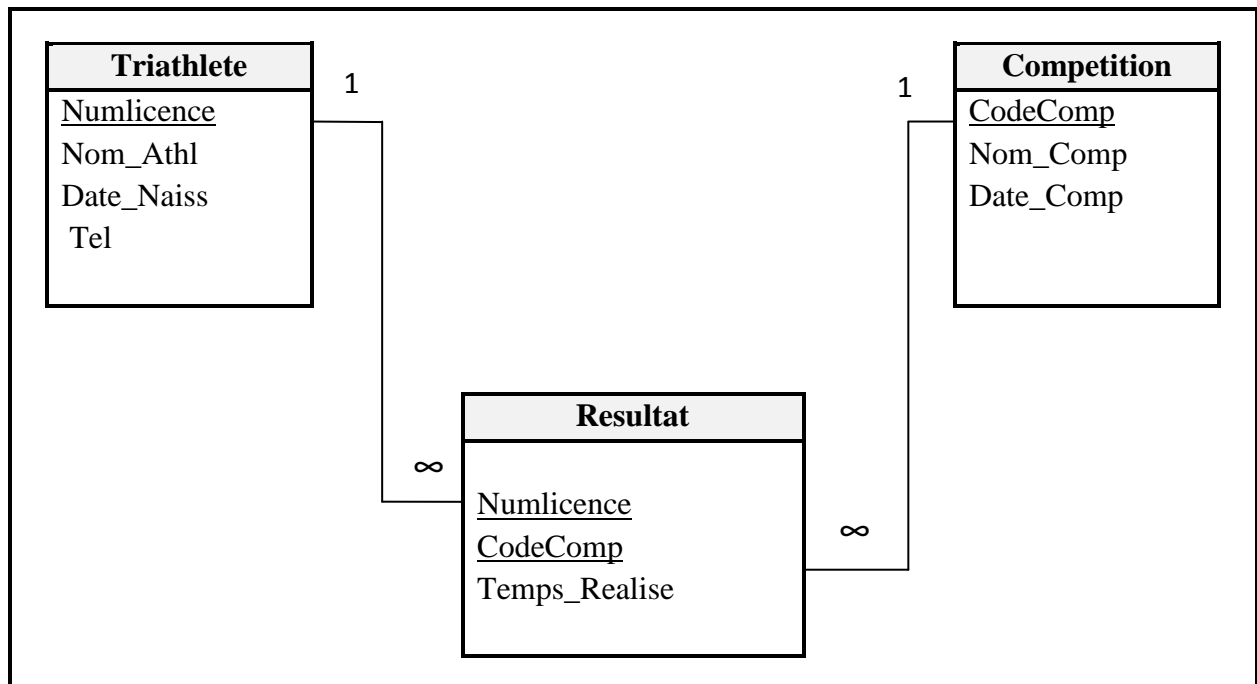 Triathlete
Numlicence
Nom_Athl
Date_Naiss
Tel
1
1
Competition
CodeComp
Nom_Comp
Date_Comp
Resultat
∞
Numlicence
CodeComp
Temps_Realise
∞